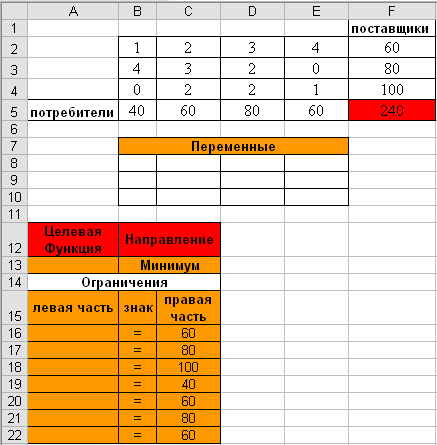 A B C D E F
1 поставщики
2 1 2 3 4 60
3 4 3 2 0 80
4 0 2 2 1 100
5 потребители 40 60 80 60 240
6
7 Переменные
8
9
10
11
12 Целевая Функция Направление
13 Минимум
14 Ограничения
15 левая часть знак правая часть
16 = 60
17 = 80
18 = 100
19 = 40
20 = 60
21 = 80
22 = 60